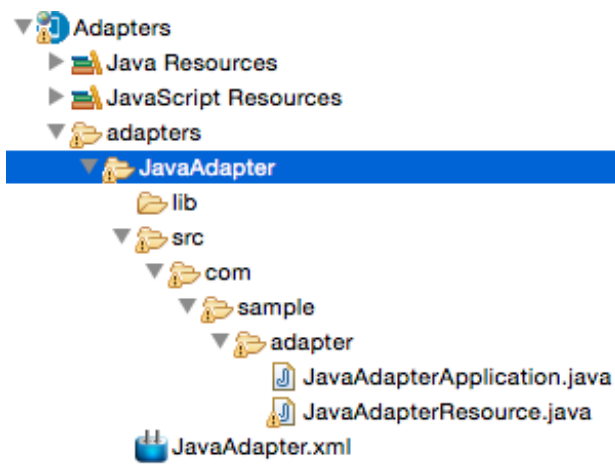 Adapters
Java Resources
JavaScript Resources
adapters
JavaAdapter
lib
src
com
sample
adapter
JavaAdapterApplication.java
JavaAdapterResource.java
JavaAdapter.xml